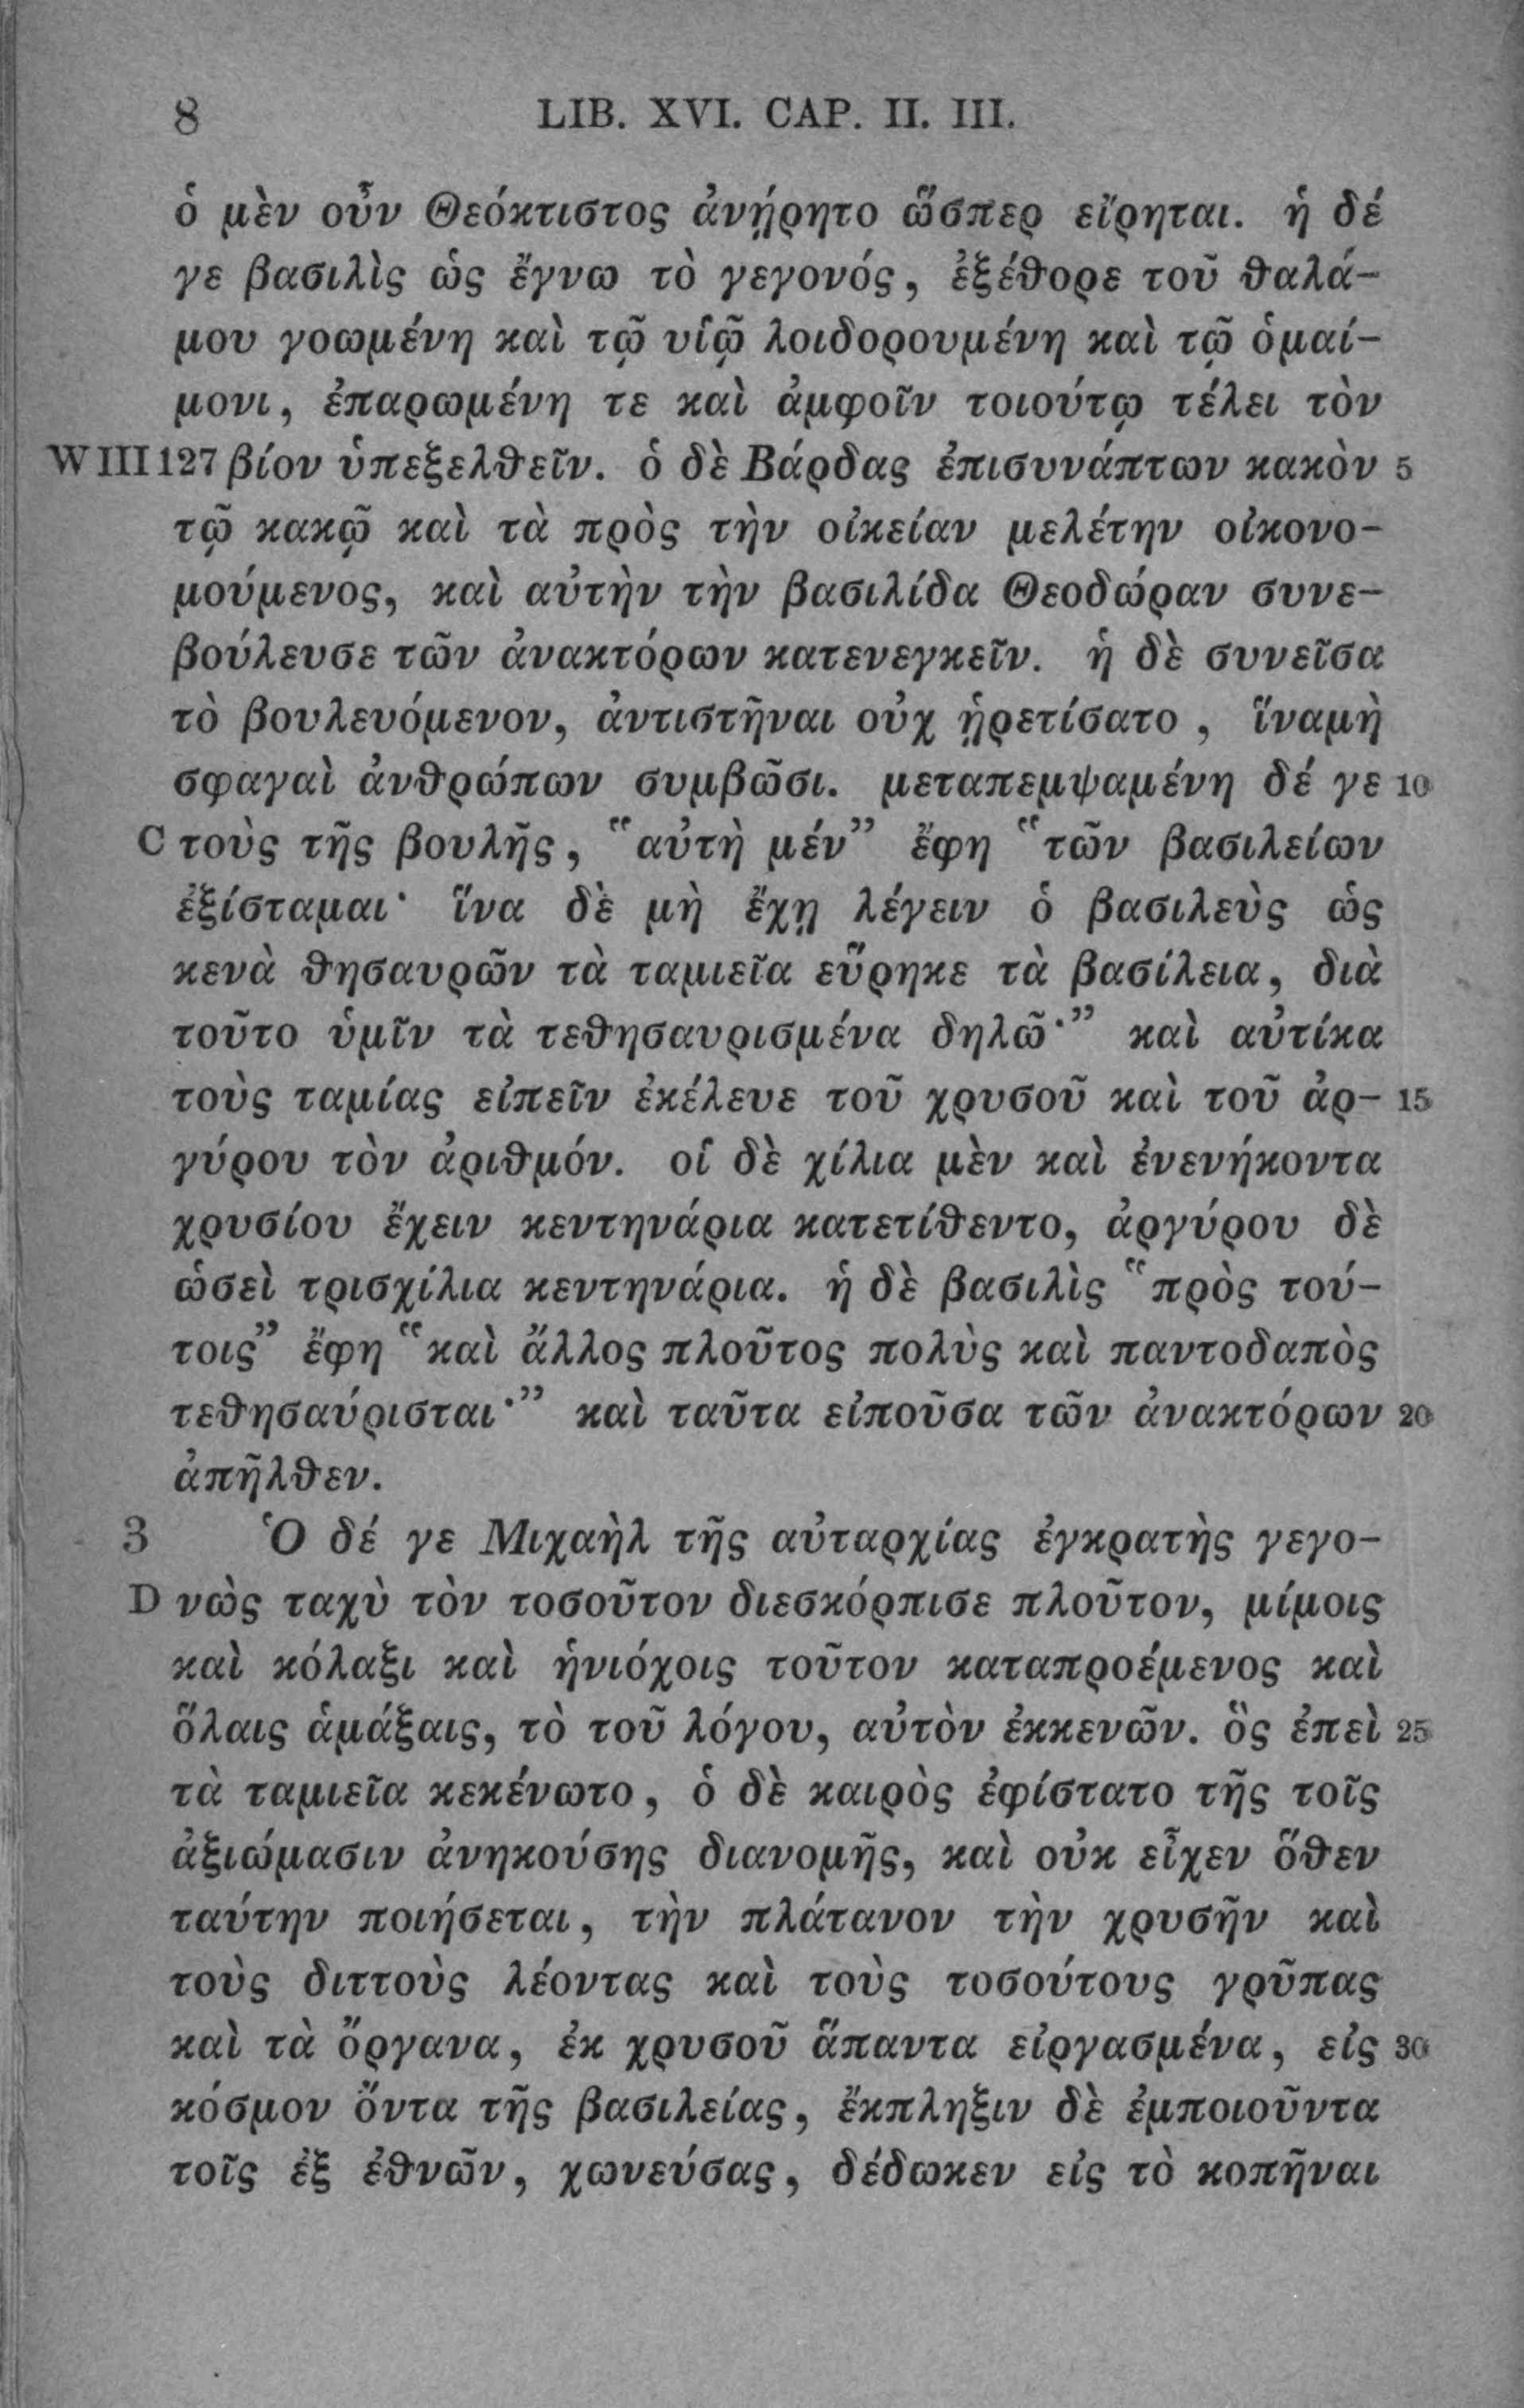 8 LIB. XVI. CAP. II. III.
ὁ μὲν οὖν Θεόκτιστος ἀνῄρητο ὥσπερ εἴρηται. ἡ δέ
γε βασιλὶς ὡς ἔγνω τὸ γεγονός, ἐξέθορε τοῦ θαλά-
μου γοωμένη καὶ τῷ υἱῷ λοιδορουμένη καὶ τῷ ὁμαί-
μονι, ἐπαρωμένη τε καὶ ἀμφοῖν τοιούτῳ τέλει τὸν
W III 127 βίον ὑπεξελθεῖν. ὁ δὲ Βάρδας ἐπισυνάπτων κακὸν 5
τῷ κακῷ καὶ τὰ πρὸς τὴν οἰκείαν μελέτην οἰκονο-
μούμενος, καὶ αὐτὴν τὴν βασιλίδα Θεοδώραν συνε-
βούλευσε τῶν ἀνακτόρων κατενεγκεῖν. ἡ δὲ συνεῖσα
τὸ βουλευόμενον, ἀντιστῆναι οὐχ ᾑρετίσατο, ἵναμὴ
σφαγαὶ ἀνθρώπων συμβῶσι. μεταπεμψαμένη δέ γε 10
C τοὺς τῆς βουλῆς, “αὐτὴ μέν” ἔφη “τῶν βασιλείων
ἐξίσταμαι· ἵνα δὲ μὴ ἔχῃ λέγειν ὁ βασιλεὺς ὡς
κενὰ θησαυρῶν τὰ ταμιεῖα εὕρηκε τὰ βασίλεια, διὰ
τοῦτο ὑμῖν τὰ τεθησαυρισμένα δηλῶ·” καὶ αὐτίκα
τοὺς ταμίας εἰπεῖν ἐκέλευε τοῦ χρυσοῦ καὶ τοῦ ἀρ- 15
γύρου τὸν ἀριθμόν. οἱ δὲ χίλια μὲν καὶ ἐνενήκοντα
χρυσίου ἔχειν κεντηνάρια κατετίθεντο, ἀργύρου δὲ
ὡσεὶ τρισχίλια κεντηνάρια. ἡ δὲ βασιλὶς “πρὸς τού-
τοις” ἔφη “καὶ ἄλλος πλοῦτος πολὺς καὶ παντοδαπὸς
τεθησαύρισται·” καὶ ταῦτα εἰποῦσα τῶν ἀνακτόρων 20
ἀπῆλθεν.
3 Ὁ δέ γε Μιχαὴλ τῆς αὐταρχίας ἐγκρατὴς γεγο-
D νὼς ταχὺ τὸν τοσοῦτον διεσκόρπισε πλοῦτον, μίμοις
καὶ κόλαξι καὶ ἡνιόχοις τοῦτον καταπροέμενος καὶ
ὅλαις ἁμάξαις, τὸ τοῦ λόγου, αὐτὸν ἐκκενῶν. ὃς ἐπεὶ 25
τὰ ταμιεῖα κεκένωτο, ὁ δὲ καιρὸς ἐφίστατο τῆς τοῖς
ἀξιώμασιν ἀνηκούσης διανομῆς, καὶ οὐκ εἶχεν ὅθεν
ταύτην ποιήσεται, τὴν πλάτανον τὴν χρυσῆν καὶ
τοὺς διττοὺς λέοντας καὶ τοὺς τοσούτους γρῦπας
καὶ τὰ ὄργανα, ἐκ χρυσοῦ ἅπαντα εἰργασμένα, εἰς 30
κόσμον ὄντα τῆς βασιλείας, ἔκπληξιν δὲ ἐμποιοῦντα
τοῖς ἐξ ἐθνῶν, χωνεύσας, δέδωκεν εἰς τὸ κοπῆναι